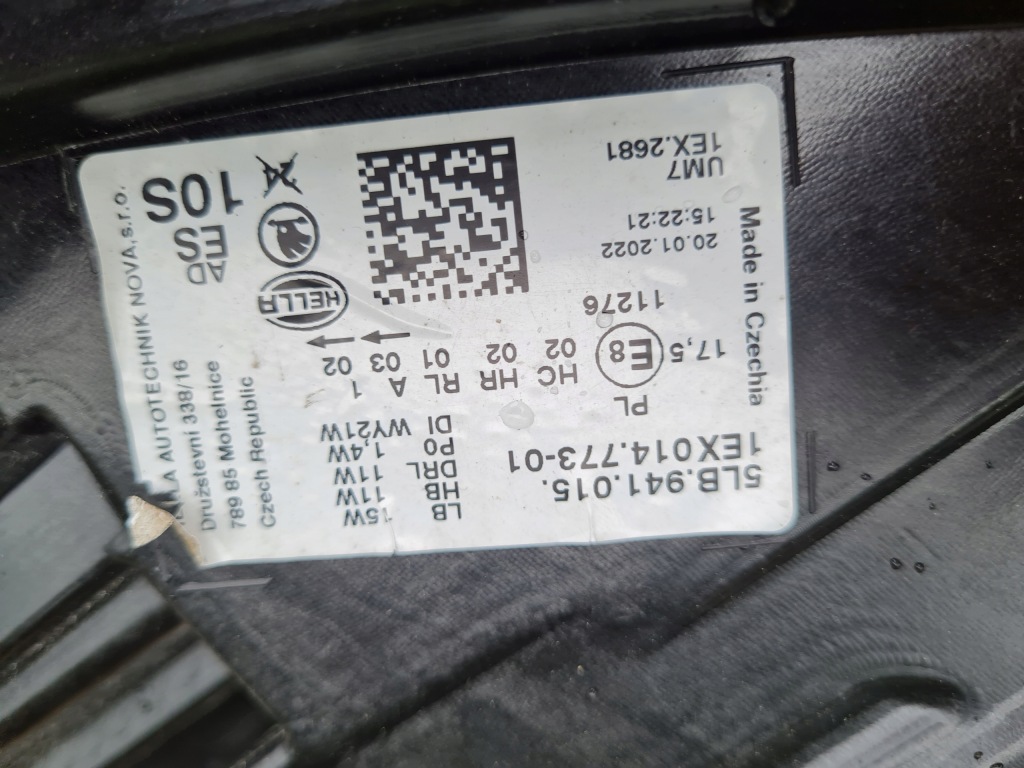 5LB.941.015.
1EX014.773-01
LB 15W
HB 11W
DRL 11W
PO 1,4W
DI WY21W
PL
HC HR RL A 1
02 02 01 03 02
17,5 E8
11276
HELLA
20.01.2022
15:22:21
UM7
1EX.2681
AD
ES
10S
Made in Czechia
AUTOTECHNIK NOVA,s.r.o.
Družstevní 338/16
789 85 Mohelnice
Czech Republic